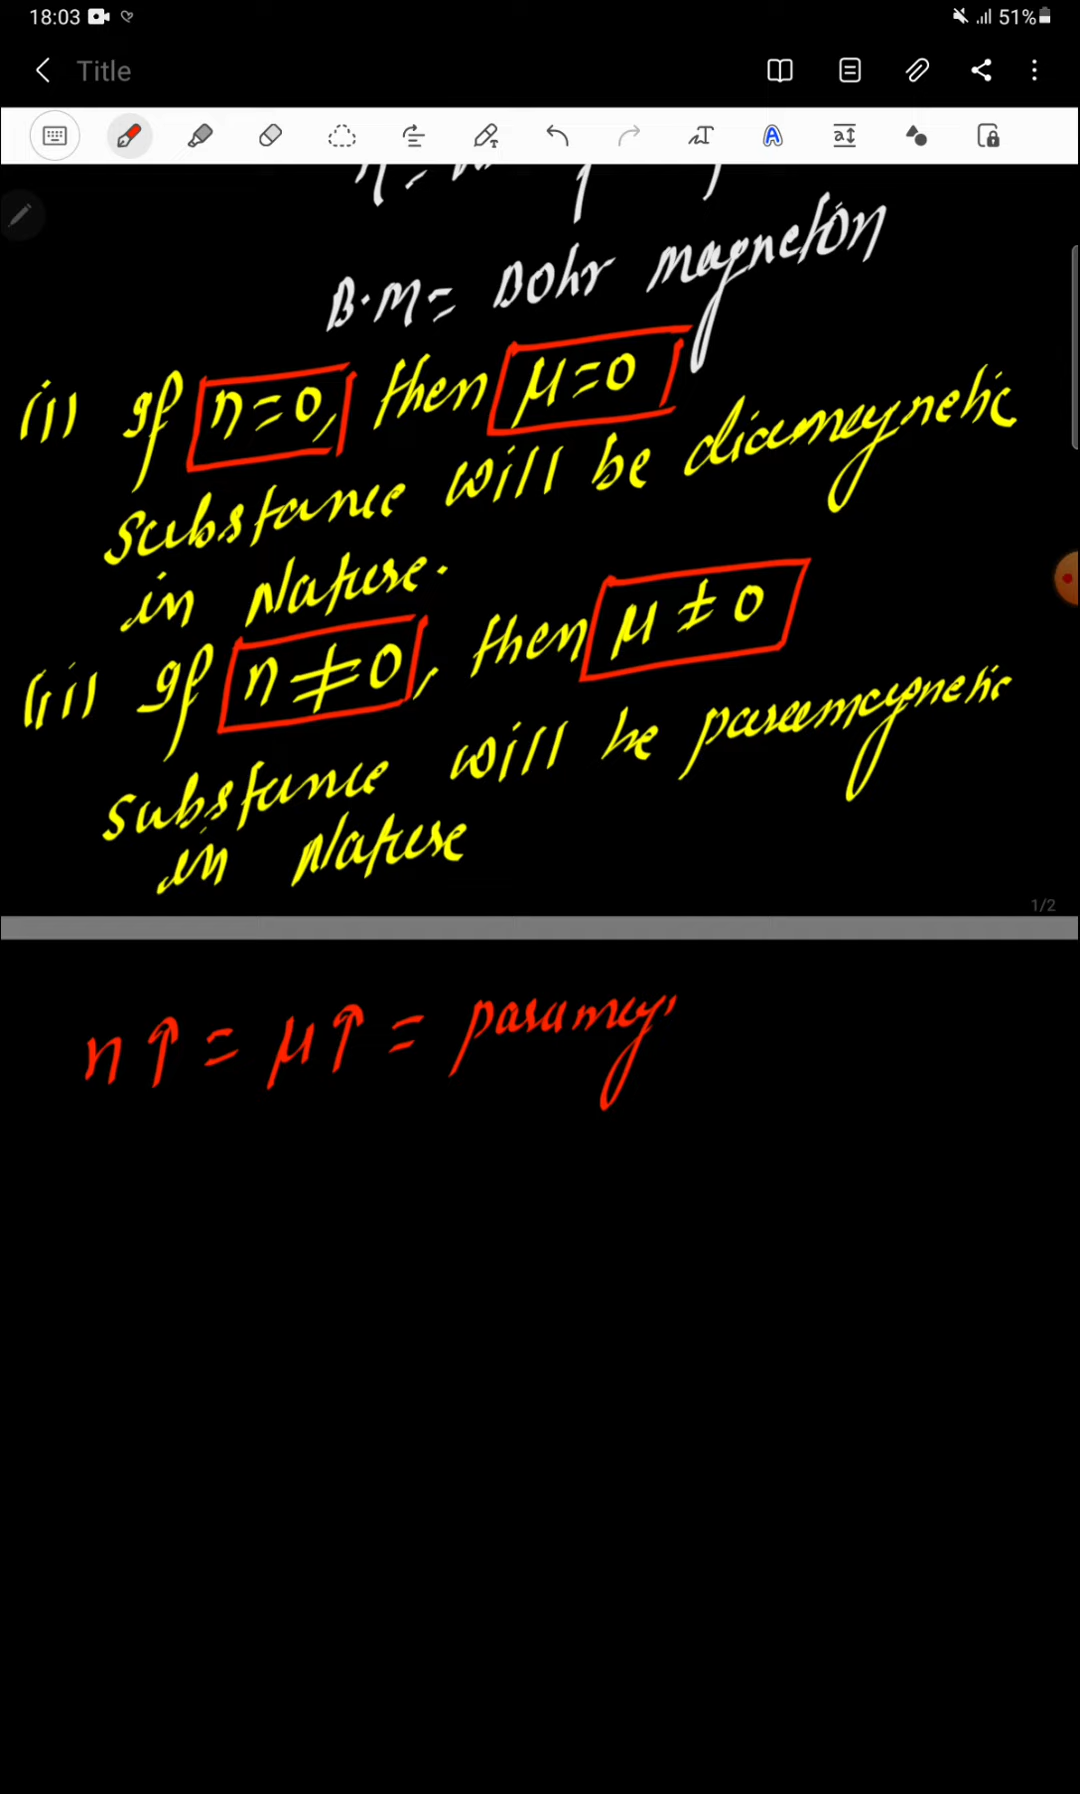 18:03
51%
Title
B.M = Bohr magneton
(i) If n=0, then μ=0
substance will be diamagnetic
in Nature.
(ii) If n≠0, then μ≠0
substance will be paramagnetic
in Nature
1/2
n↑ = μ↑ = paramag